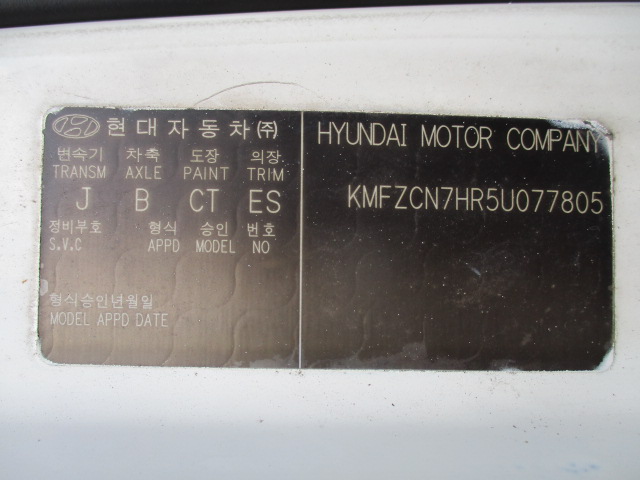 현대자동차㈜
변속기 차축 도장 의장
TRANSM AXLE PAINT TRIM
J B CT ES
정비부호 형식 승인 번호
S.V.C APPD MODEL NO
형식승인년월일
MODEL APPD DATE
HYUNDAI MOTOR COMPANY
KMFZCN7HR5U077805